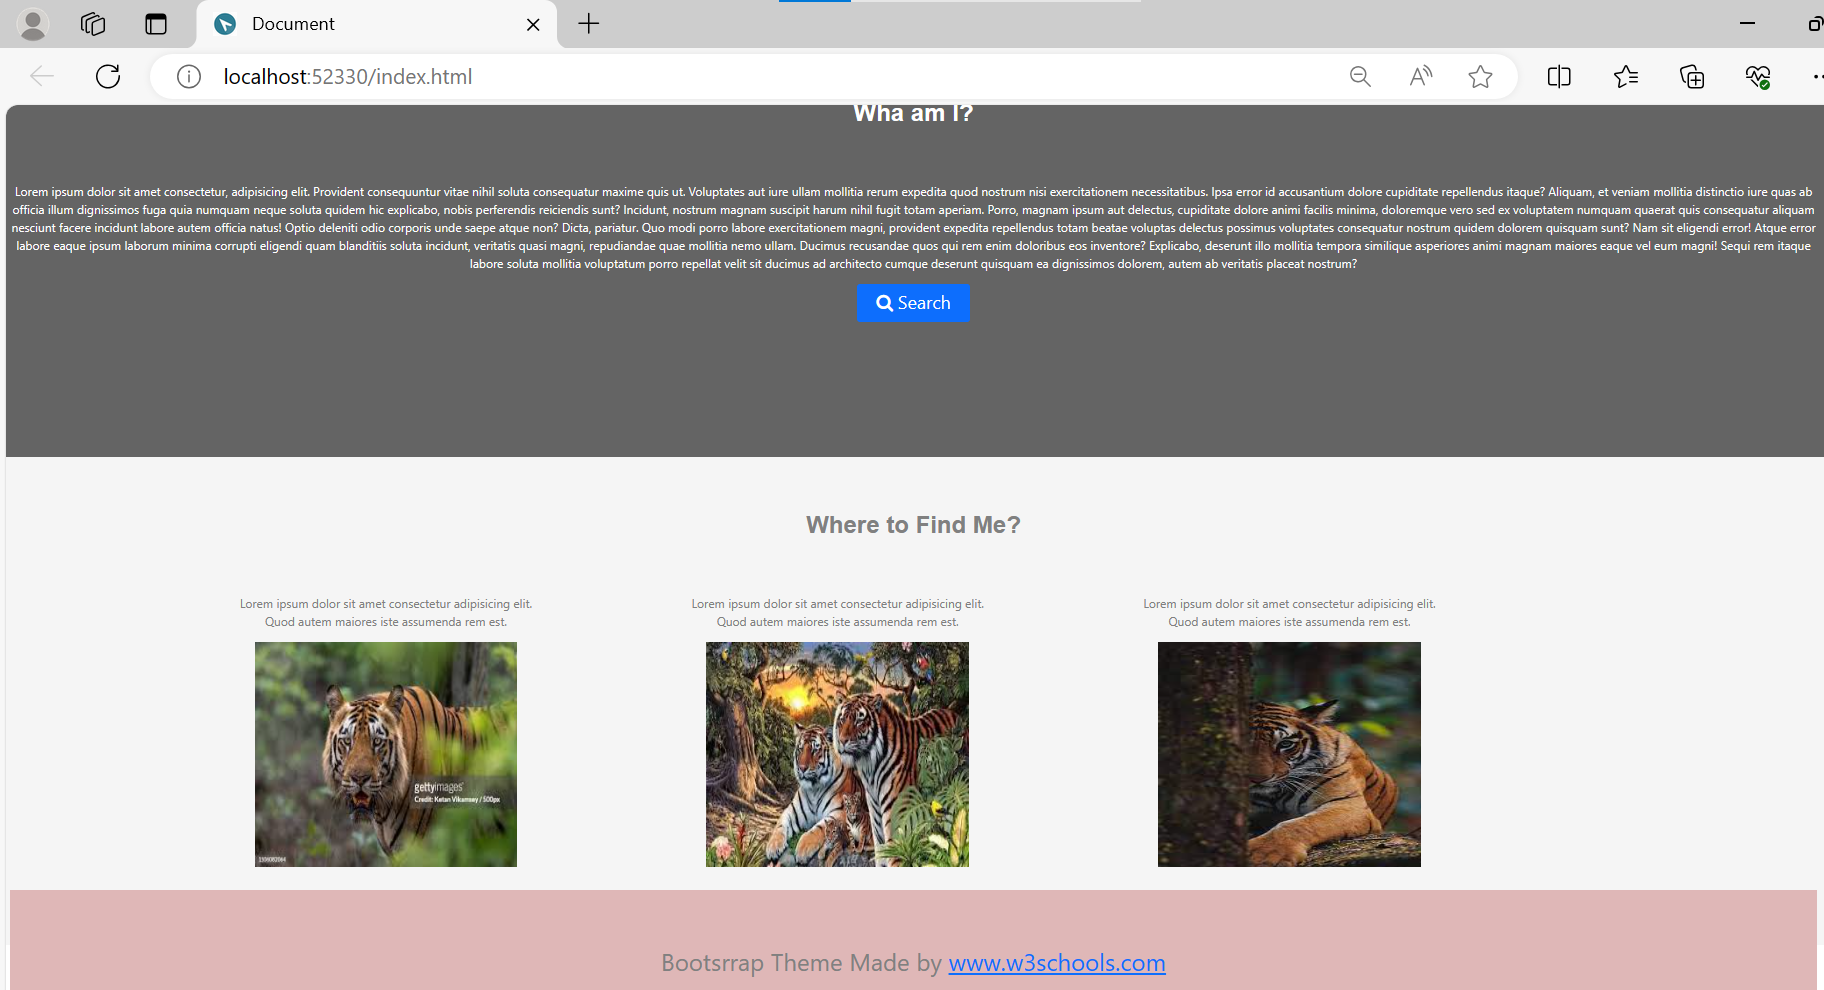 Document
localhost:52330/index.html
Wha am I?
Lorem ipsum dolor sit amet consectetur, adipisicing elit. Provident consequuntur vitae nihil soluta consequatur maxime quis ut. Voluptates aut iure ullam mollitia rerum expedita quod nostrum nisi exercitationem necessitatibus. Ipsa error id accusantium dolore cupiditate repellendus itaque? Aliquam, et veniam mollitia distinctio iure quas ab
officia illum dignissimos fuga quia numquam neque soluta quidem hic explicabo, nobis perferendis reiciendis sunt? Incidunt, nostrum magnam suscipit harum nihil fugit totam aperiam. Porro, magnam ipsum aut delectus, cupiditate dolore animi facilis minima, doloremque vero sed ex voluptatem numquam quaerat quis consequatur aliquam
nesciunt facere incidunt labore autem officia natus! Optio deleniti odio corporis unde saepe atque non? Dicta, pariatur. Quo modi porro labore exercitationem magni, provident expedita repellendus totam beatae voluptas delectus possimus voluptates consequatur nostrum quidem dolorem quisquam sunt? Nam sit eligendi error! Atque error
labore eaque ipsum laborum minima corrupti eligendi quam blanditiis soluta incidunt, veritatis quasi magni, repudiandae quae mollitia nemo ullam. Ducimus recusandae quos qui rem enim doloribus eos inventore? Explicabo, deserunt illo mollitia tempora similique asperiores animi magnam maiores eaque vel eum magni! Sequi rem itaque
labore soluta mollitia voluptatum porro repellat velit sit ducimus ad architecto cumque deserunt quisquam ea dignissimos dolorem, autem ab veritatis placeat nostrum?
Search
Where to Find Me?
Lorem ipsum dolor sit amet consectetur adipisicing elit.
Quod autem maiores iste assumenda rem est.
Lorem ipsum dolor sit amet consectetur adipisicing elit.
Quod autem maiores iste assumenda rem est.
Lorem ipsum dolor sit amet consectetur adipisicing elit.
Quod autem maiores iste assumenda rem est.
gettyimages
Credit: Ketan Vikamsey / 500px
Bootsrrap Theme Made by www.w3schools.com